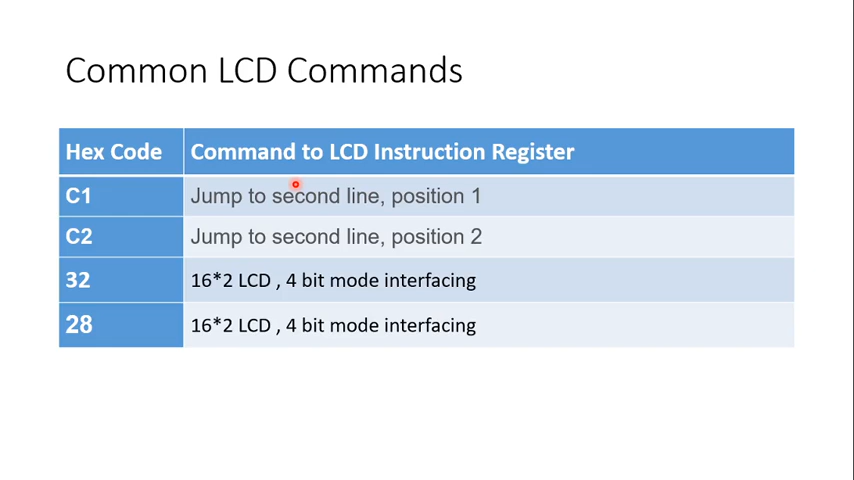 Common LCD Commands
Hex Code Command to LCD Instruction Register
C1 Jump to second line, position 1
C2 Jump to second line, position 2
32 16*2 LCD , 4 bit mode interfacing
28 16*2 LCD , 4 bit mode interfacing